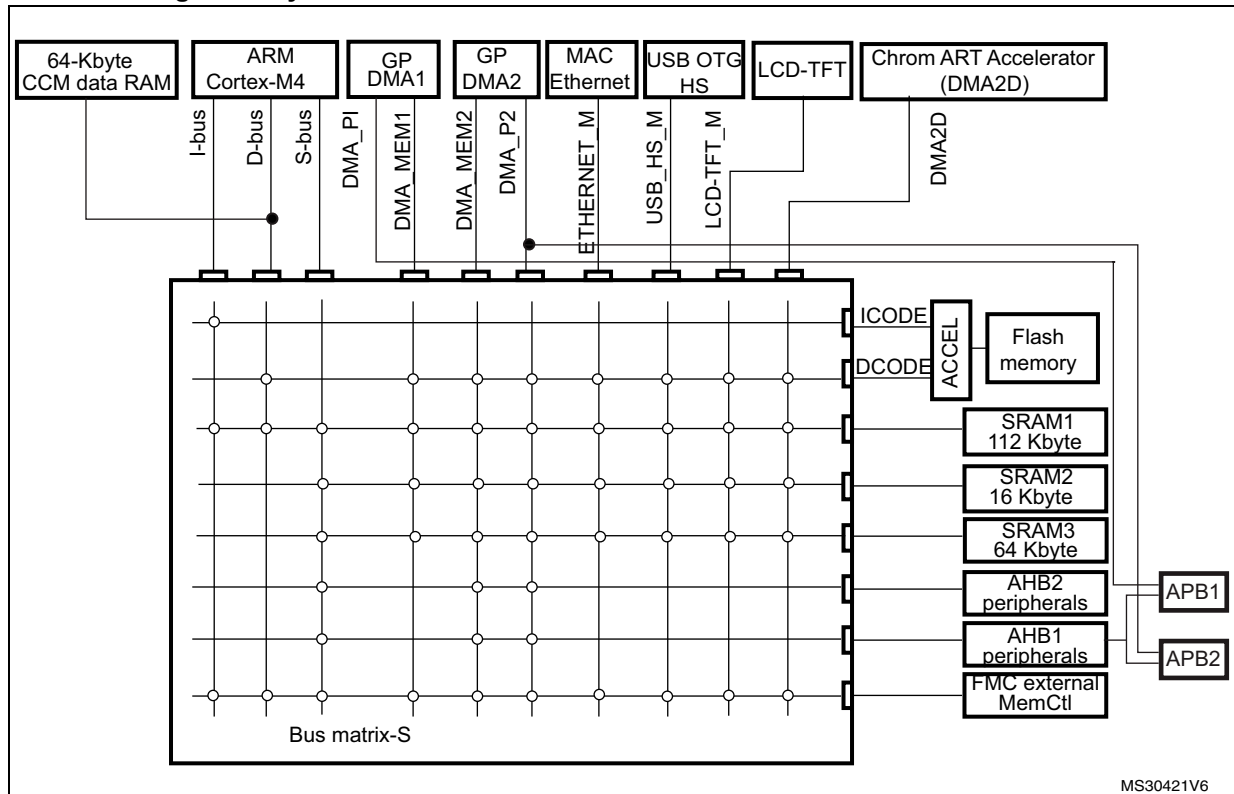 64-Kbyte
CCM data RAM
ARM
Cortex-M4
GP
DMA1
GP
DMA2
MAC
Ethernet
USB OTG
HS
LCD-TFT
Chrom ART Accelerator
(DMA2D)
I-bus
D-bus
S-bus
DMA_PI
DMA_MEM1
DMA_MEM2
DMA_P2
ETHERNET_M
USB_HS_M
LCD-TFT_M
DMA2D
ICODE
DCODE
ACCEL
Flash
memory
SRAM1
112 Kbyte
SRAM2
16 Kbyte
SRAM3
64 Kbyte
AHB2
peripherals
AHB1
peripherals
FMC external
MemCtl
APB1
APB2
Bus matrix-S
MS30421V6